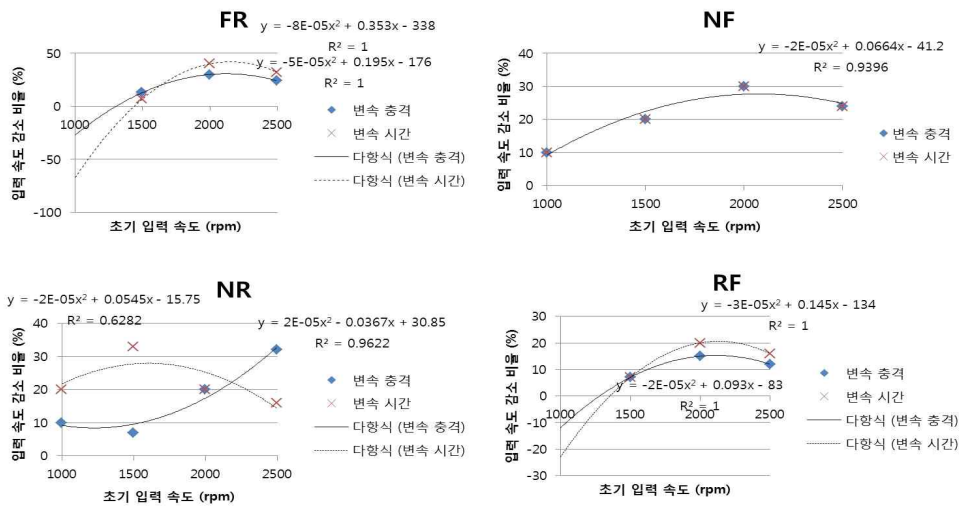 FR
y = -8E-05x² + 0.353x - 338
R² = 1
y = -5E-05x² + 0.195x - 176
R² = 1
입력 속도 감소 비율 (%)
50
0
-50
-100
1000 1500 2000 2500
초기 입력 속도 (rpm)
변속 충격
변속 시간
다항식 (변속 충격)
다항식 (변속 시간)
NF
y = -2E-05x² + 0.0664x - 41.2
R² = 0.9396
입력 속도 감소 비율 (%)
40
30
20
10
0
1000 1500 2000 2500
초기 입력 속도 (rpm)
변속 충격
변속 시간
NR
y = -2E-05x² + 0.0545x - 15.75
R² = 0.6282
y = 2E-05x² - 0.0367x + 30.85
R² = 0.9622
입력 속도 감소 비율 (%)
40
30
20
10
0
1000 1500 2000 2500
초기 입력 속도 (rpm)
변속 충격
변속 시간
다항식 (변속 충격)
다항식 (변속 시간)
RF
y = -3E-05x² + 0.145x - 134
R² = 1
y = -2E-05x² + 0.093x - 83
R² = 1
입력 속도 감소 비율 (%)
30
20
10
0
-10
-20
-30
1000 1500 2000 2500
초기 입력 속도 (rpm)
변속 충격
변속 시간
다항식 (변속 충격)
다항식 (변속 시간)